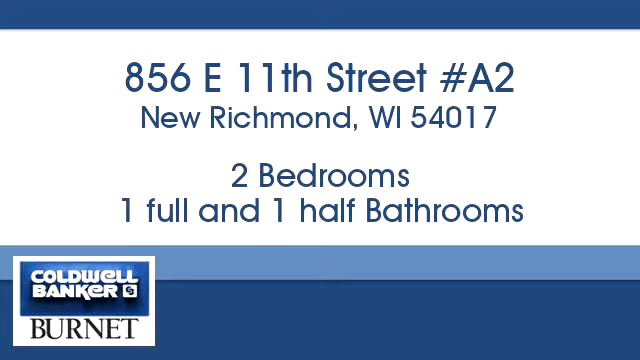 856 E 11th Street #A2
New Richmond, WI 54017
2 Bedrooms
1 full and 1 half Bathrooms
COLDWELL
BANKER
BURNET